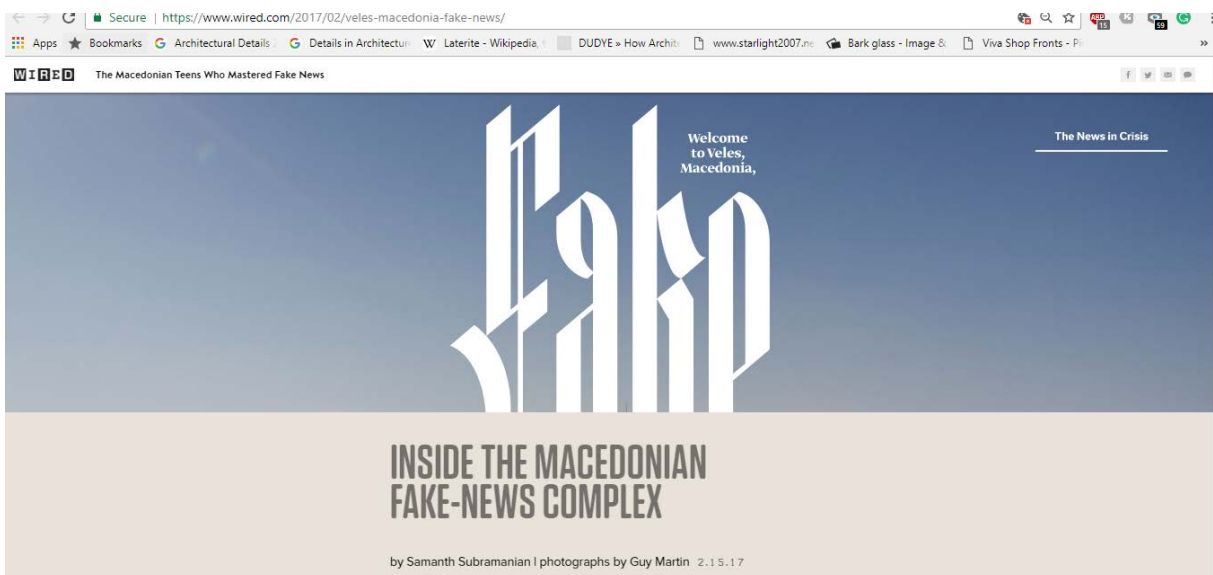 Secure | https://www.wired.com/2017/02/veles-macedonia-fake-news/
ABP 15 K 59 G
Apps Bookmarks G Architectural Details G Details in Architectur W Laterite - Wikipedia, DUDYE » How Archit www.starlight2007.ne Bark glass - Image & Viva Shop Fronts - Pi »
WIRED The Macedonian Teens Who Mastered Fake News
Welcome
to Veles,
Macedonia,
The News in Crisis
Fake
INSIDE THE MACEDONIAN
FAKE-NEWS COMPLEX
by Samanth Subramanian | photographs by Guy Martin 2.15.17